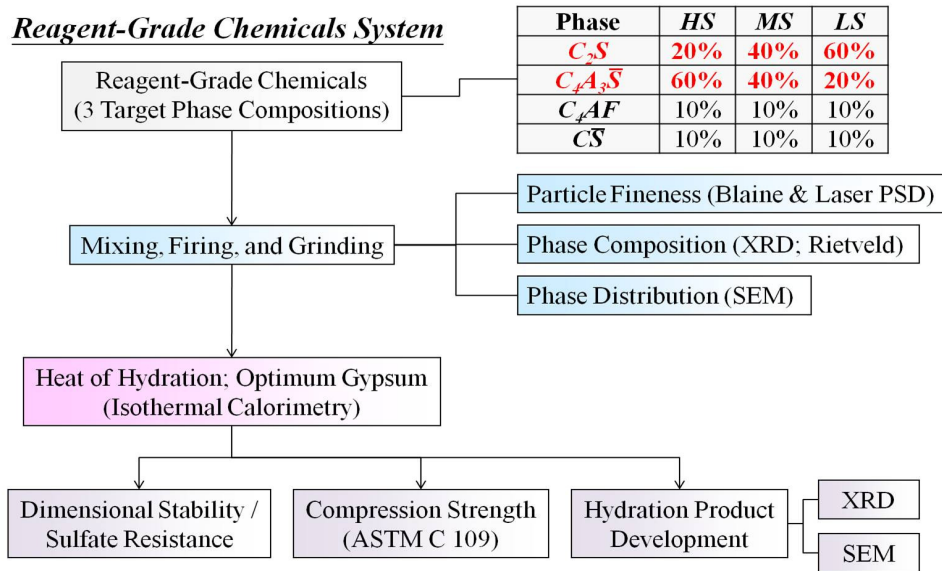 Reagent-Grade Chemicals System
Phase HS MS LS
C₂S 20% 40% 60%
C₄A₃S̅ 60% 40% 20%
C₄AF 10% 10% 10%
CS̅ 10% 10% 10%
Reagent-Grade Chemicals
(3 Target Phase Compositions)
Mixing, Firing, and Grinding
Particle Fineness (Blaine & Laser PSD)
Phase Composition (XRD; Rietveld)
Phase Distribution (SEM)
Heat of Hydration; Optimum Gypsum
(Isothermal Calorimetry)
Dimensional Stability /
Sulfate Resistance
Compression Strength
(ASTM C 109)
Hydration Product
Development
XRD
SEM